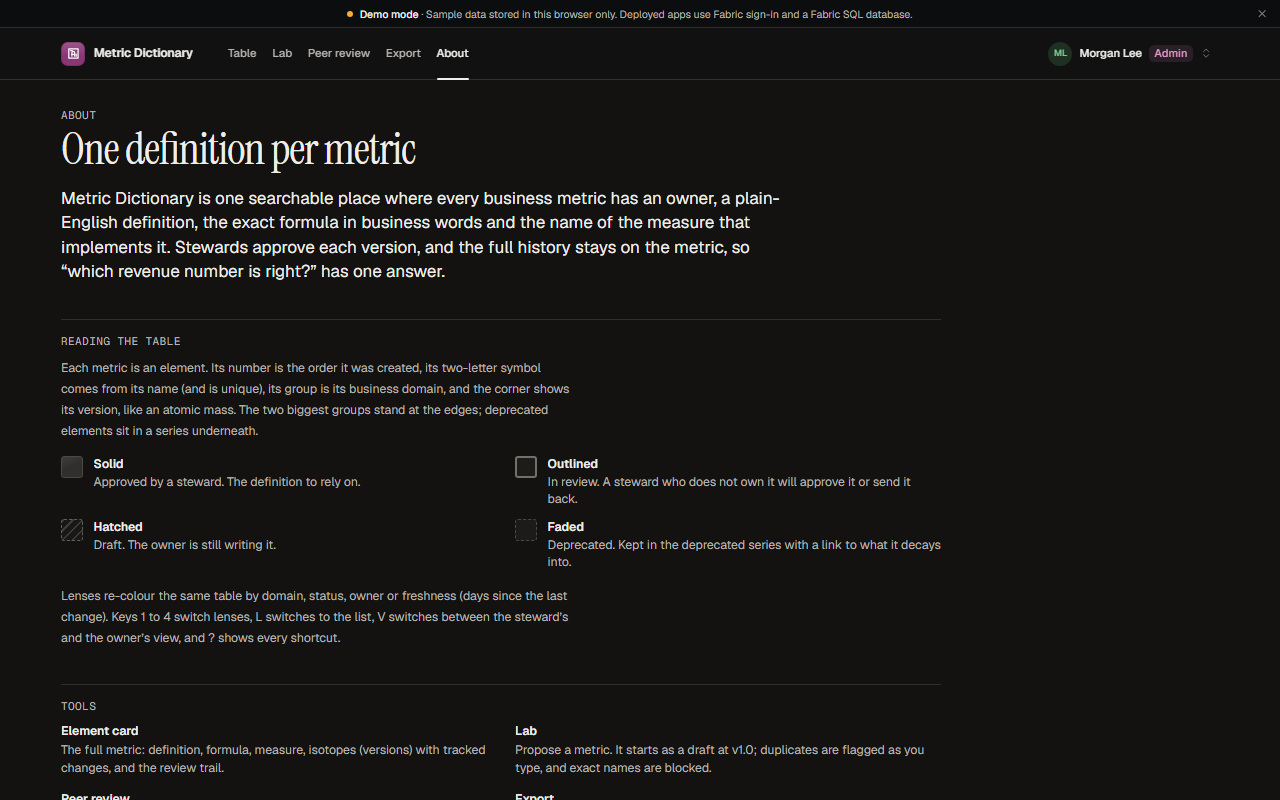 Demo mode · Sample data stored in this browser only. Deployed apps use Fabric sign-in and a Fabric SQL database.
Metric Dictionary
Table
Lab
Peer review
Export
About
ML
Morgan Lee
Admin
ABOUT
One definition per metric
Metric Dictionary is one searchable place where every business metric has an owner, a plain-
English definition, the exact formula in business words and the name of the measure that
implements it. Stewards approve each version, and the full history stays on the metric, so
“which revenue number is right?” has one answer.
READING THE TABLE
Each metric is an element. Its number is the order it was created, its two-letter symbol
comes from its name (and is unique), its group is its business domain, and the corner shows
its version, like an atomic mass. The two biggest groups stand at the edges; deprecated
elements sit in a series underneath.
Solid
Approved by a steward. The definition to rely on.
Outlined
In review. A steward who does not own it will approve it or send it
back.
Hatched
Draft. The owner is still writing it.
Faded
Deprecated. Kept in the deprecated series with a link to what it decays
into.
Lenses re-colour the same table by domain, status, owner or freshness (days since the last
change). Keys 1 to 4 switch lenses, L switches to the list, V switches between the steward's
and the owner's view, and ? shows every shortcut.
TOOLS
Element card
The full metric: definition, formula, measure, isotopes (versions) with tracked
changes, and the review trail.
Lab
Propose a metric. It starts as a draft at v1.0; duplicates are flagged as you
type, and exact names are blocked.
Peer review
Export